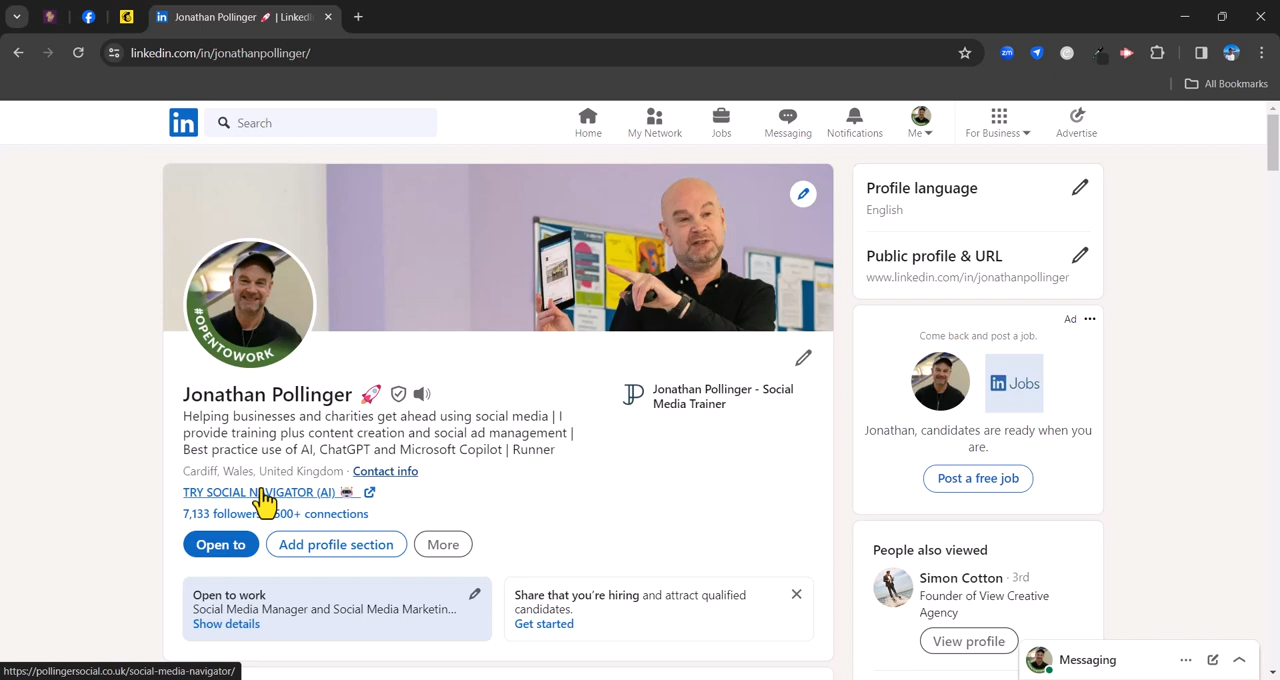 Jonathan Pollinger 🚀 | LinkedIn
linkedin.com/in/jonathanpollinger/
zm
All Bookmarks
in
Search
Home
My Network
Jobs
Messaging
Notifications
Me
For Business
Advertise
#OPENTOWORK
Jonathan Pollinger 🚀
Helping businesses and charities get ahead using social media | I
provide training plus content creation and social ad management |
Best practice use of AI, ChatGPT and Microsoft Copilot | Runner
Cardiff, Wales, United Kingdom · Contact info
TRY SOCIAL NAVIGATOR (AI)
7,133 followers 500+ connections
Open to
Add profile section
More
Jonathan Pollinger - Social
Media Trainer
Open to work
Social Media Manager and Social Media Marketin...
Show details
Share that you're hiring and attract qualified
candidates.
Get started
Profile language
English
Public profile & URL
www.linkedin.com/in/jonathanpollinger
Ad
Come back and post a job.
in Jobs
Jonathan, candidates are ready when you
are.
Post a free job
People also viewed
Simon Cotton · 3rd
Founder of View Creative
Agency
View profile
Messaging
https://pollingersocial.co.uk/social-media-navigator/